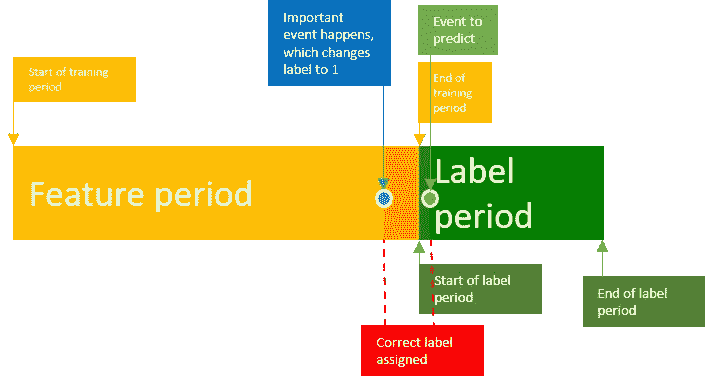 Important
event happens,
which changes
label to 1
Event to
predict
Start of training
period
End of
training
period
Feature period
Label
period
Start of label
period
End of label
period
Correct label
assigned